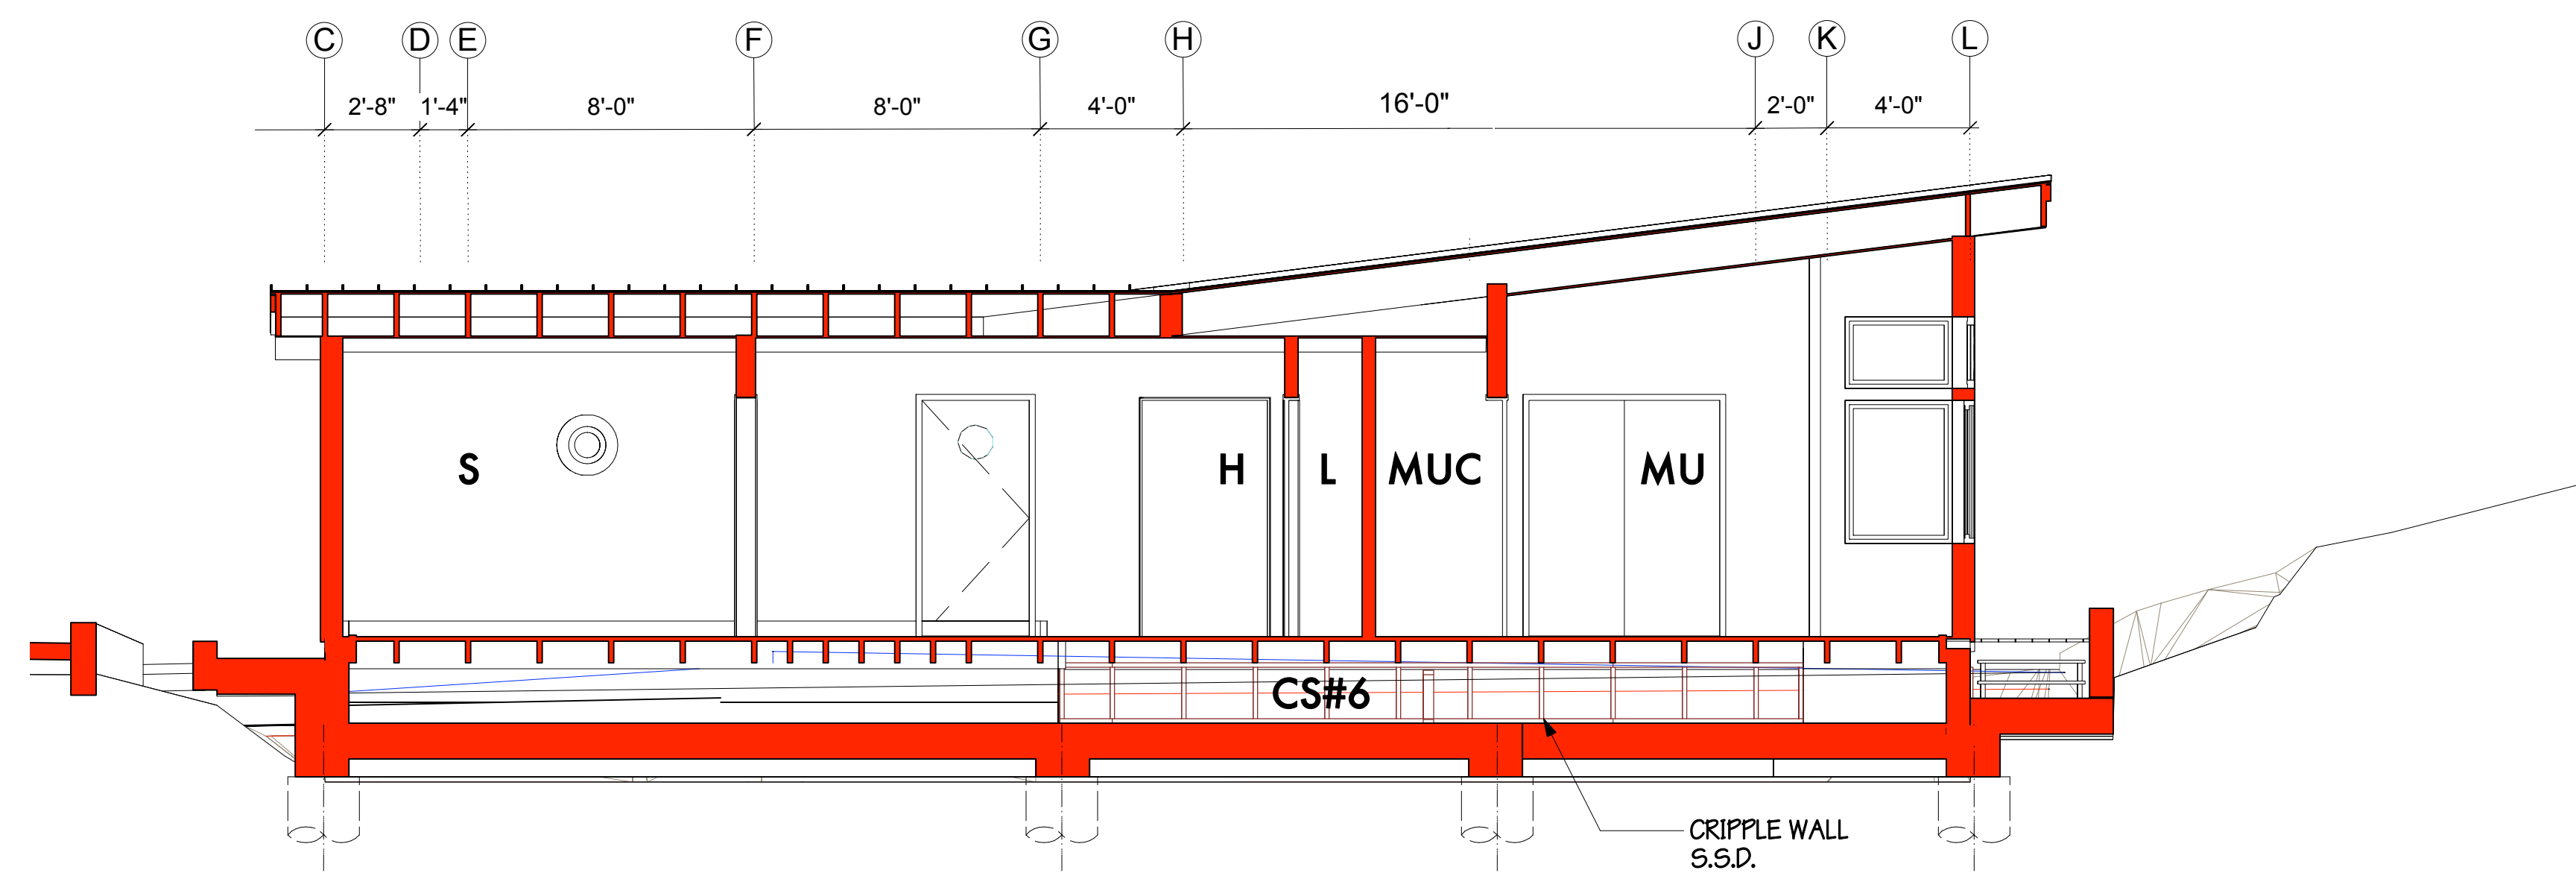 C D E F G H J K L
2'-8" 1'-4" 8'-0" 8'-0" 4'-0" 16'-0" 2'-0" 4'-0"
S H L MUC MU
CS#6
CRIPPLE WALL
S.S.D.